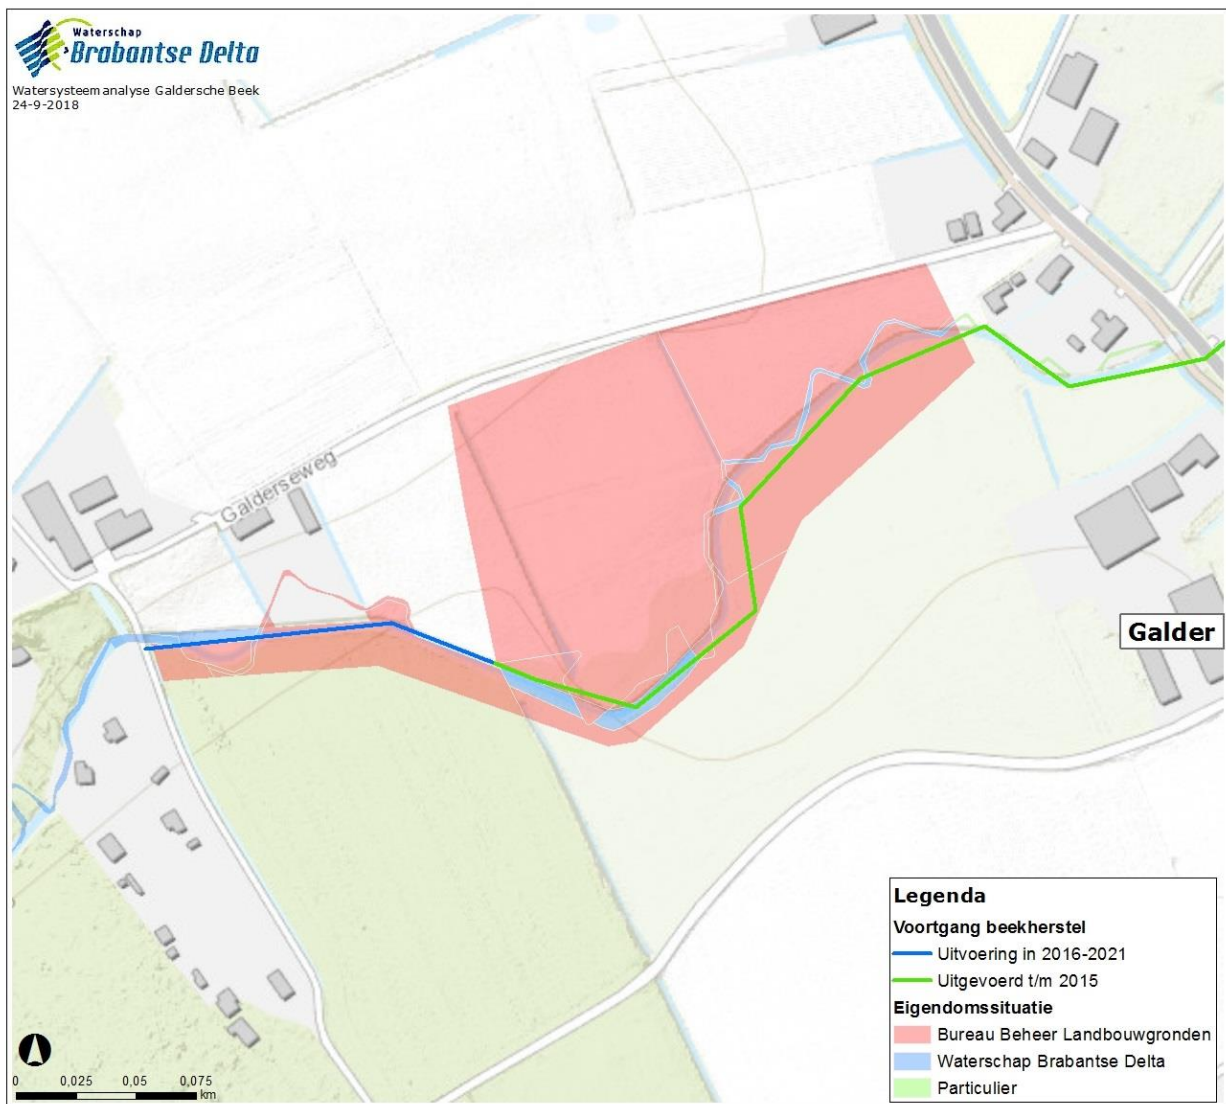 Waterschap
Brabantse Delta
Watersysteemanalyse Galdersche Beek
24-9-2018
Galderseweg
Galder
Legenda
Voortgang beekherstel
Uitvoering in 2016-2021
Uitgevoerd t/m 2015
Eigendomssituatie
Bureau Beheer Landbouwgronden
Waterschap Brabantse Delta
Particulier
0 0,025 0,05 0,075
km